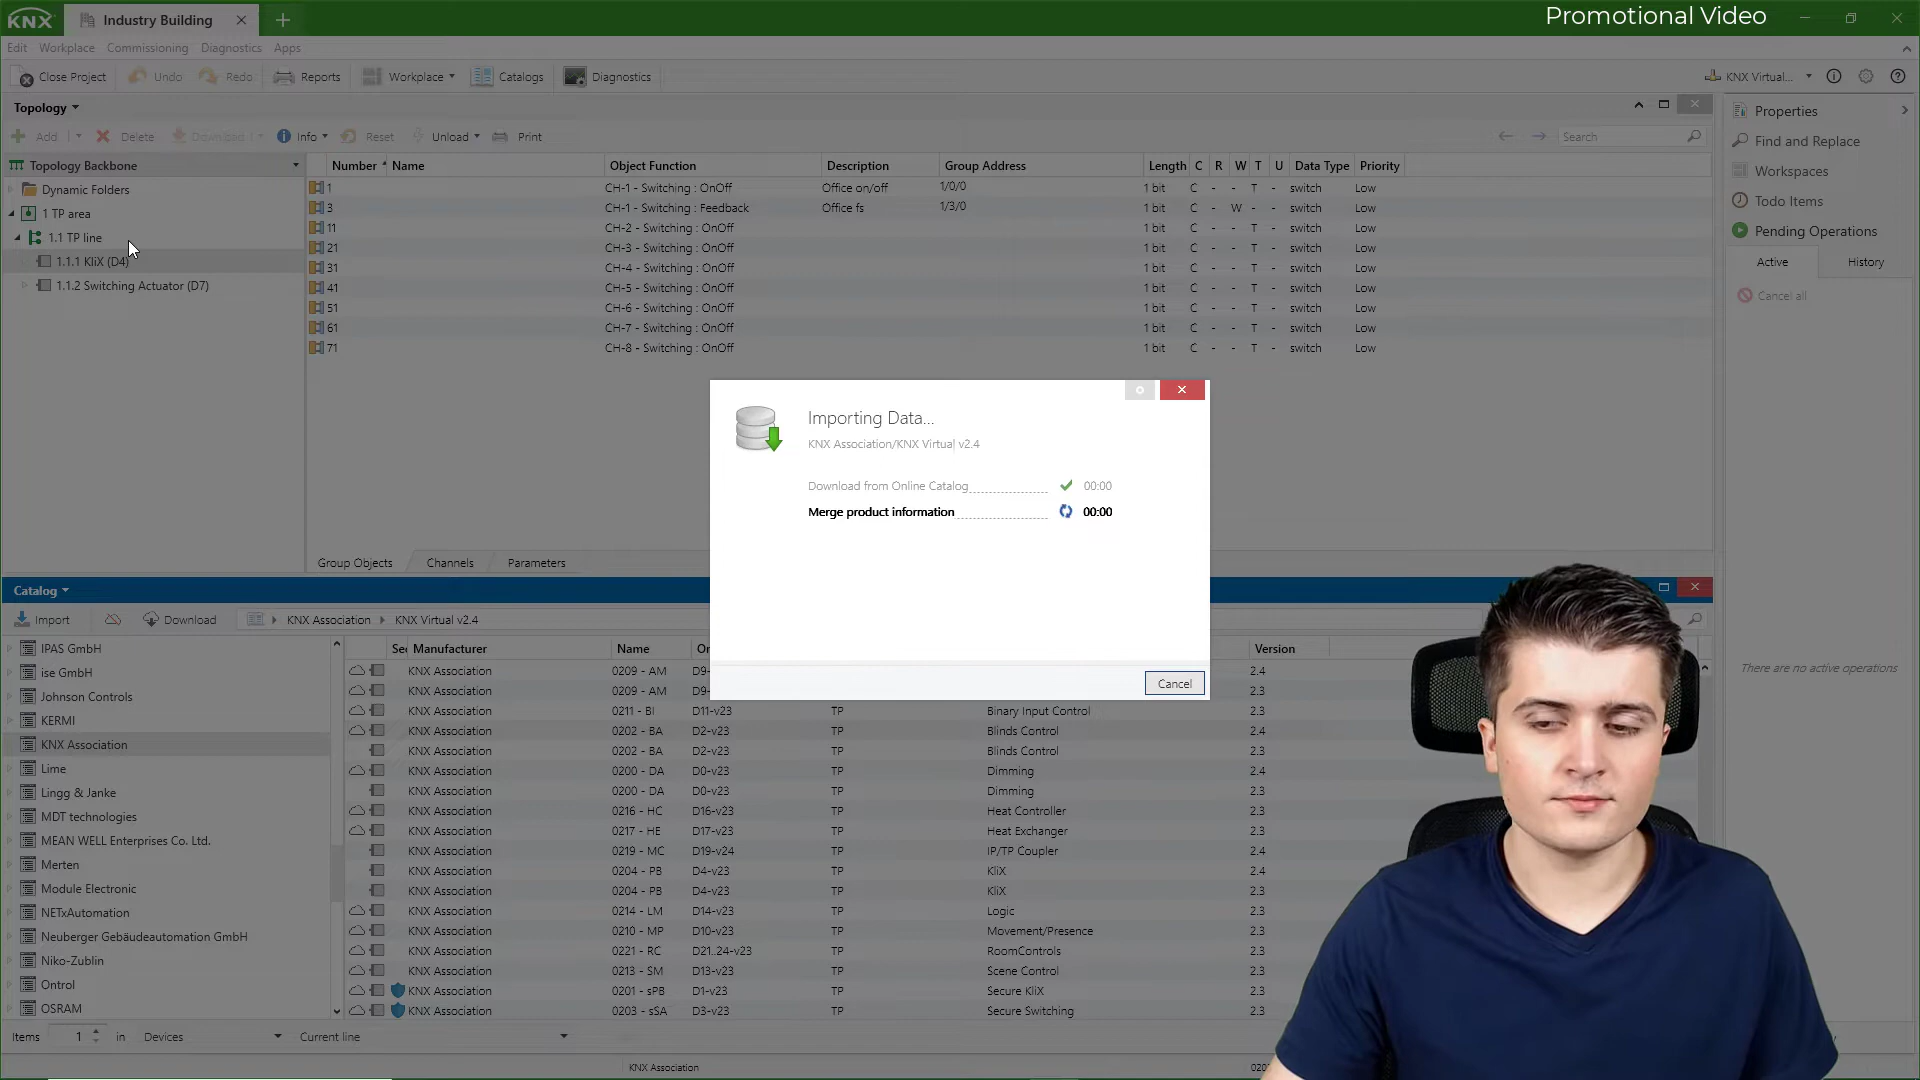 KNX Industry Building
Promotional Video
Edit Workplace Commissioning Diagnostics Apps
Close Project Undo Redo Reports Workplace Catalogs Diagnostics KNX Virtual...
Topology
Add Delete Download Info Reset Unload Print Search
Topology Backbone
Dynamic Folders
1 TP area
1.1 TP line
1.1.1 KliX (D4)
1.1.2 Switching Actuator (D7)
Number Name Object Function Description Group Address Length C R W T U Data Type Priority
1 CH-1 - Switching : OnOff Office on/off 1/0/0 1 bit C - - T - switch Low
3 CH-1 - Switching : Feedback Office fs 1/3/0 1 bit C - W - - switch Low
11 CH-2 - Switching : OnOff 1 bit C - - T - switch Low
21 CH-3 - Switching : OnOff 1 bit C - - T - switch Low
31 CH-4 - Switching : OnOff 1 bit C - - T - switch Low
41 CH-5 - Switching : OnOff 1 bit C - - T - switch Low
51 CH-6 - Switching : OnOff 1 bit C - - T - switch Low
61 CH-7 - Switching : OnOff 1 bit C - - T - switch Low
71 CH-8 - Switching : OnOff 1 bit C - - T - switch Low
Group Objects Channels Parameters
Properties
Find and Replace
Workspaces
Todo Items
Pending Operations
Active History
Cancel all
There are no active operations
Importing Data...
KNX Association/KNX Virtual v2.4
Download from Online Catalog 00:00
Merge product information 00:00
Cancel
Catalog
Import Download KNX Association KNX Virtual v2.4
IPAS GmbH
ise GmbH
Johnson Controls
KERMI
KNX Association
Lime
Lingg & Janke
MDT technologies
MEAN WELL Enterprises Co. Ltd.
Merten
Module Electronic
NETxAutomation
Neuberger Gebäudeautomation GmbH
Niko-Zublin
Ontrol
OSRAM
Manufacturer Name Version
KNX Association 0209 - AM D9- 2.4
KNX Association 0209 - AM D9- 2.3
KNX Association 0211 - BI D11-v23 TP Binary Input Control 2.3
KNX Association 0202 - BA D2-v23 TP Blinds Control 2.4
KNX Association 0202 - BA D2-v23 TP Blinds Control 2.3
KNX Association 0200 - DA D0-v23 TP Dimming 2.4
KNX Association 0200 - DA D0-v23 TP Dimming 2.3
KNX Association 0216 - HC D16-v23 TP Heat Controller 2.3
KNX Association 0217 - HE D17-v23 TP Heat Exchanger 2.3
KNX Association 0219 - MC D19-v24 TP IP/TP Coupler 2.3
KNX Association 0204 - PB D4-v23 TP KliX 2.4
KNX Association 0204 - PB D4-v23 TP KliX 2.3
KNX Association 0214 - LM D14-v23 TP Logic 2.3
KNX Association 0210 - MP D10-v23 TP Movement/Presence 2.3
KNX Association 0221 - RC D21..24-v23 TP RoomControls 2.3
KNX Association 0213 - SM D13-v23 TP Scene Control 2.3
KNX Association 0201 - sPB D1-v23 TP Secure KliX 2.3
KNX Association 0203 - sSA D3-v23 TP Secure Switching 2.3
Items 1 in Devices Current line
KNX Association